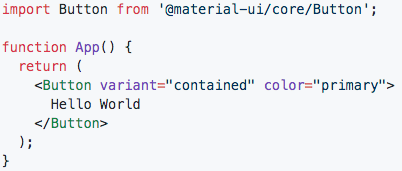 import Button from '@material-ui/core/Button';

function App() {
  return (
    <Button variant="contained" color="primary">
      Hello World
    </Button>
  );
}